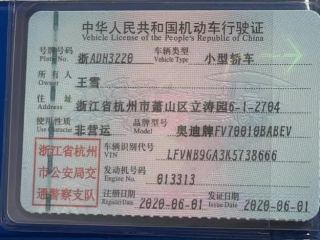 中华人民共和国机动车行驶证
Vehicle License of the People's Republic of China
号牌号码 浙ADH3220 车辆类型 小型轿车
Plate No. Vehicle Type
所有人 王雪
Owner
住址 浙江省杭州市萧山区立涛园6-1-2704
Address
使用性质 非营运 品牌型号 奥迪牌FV7001OBABEV
Use Character Model
浙江省杭州
市公安局交
通警察支队
车辆识别代号 LFVNB9GA3K5738666
VIN
发动机号码 013313
Engine No.
注册日期 2020-06-01 发证日期 2020-06-01
Register Date Issue Date